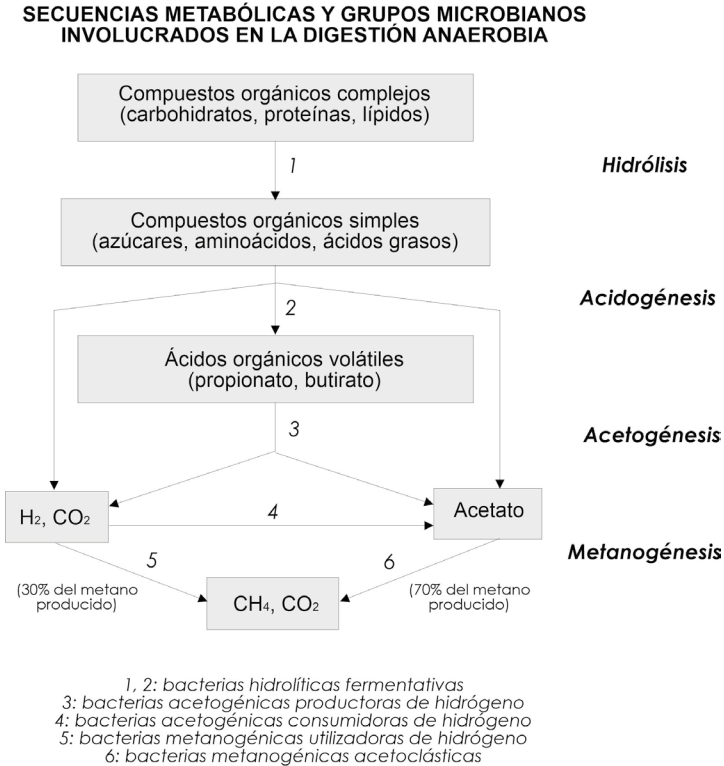 SECUENCIAS METABÓLICAS Y GRUPOS MICROBIANOS
INVOLUCRADOS EN LA DIGESTIÓN ANAEROBIA
Compuestos orgánicos complejos
(carbohidratos, proteínas, lípidos)
1
Hidrólisis
Compuestos orgánicos simples
(azúcares, aminoácidos, ácidos grasos)
Acidogénesis
2
Ácidos orgánicos volátiles
(propionato, butirato)
3
Acetogénesis
H₂, CO₂
4
Acetato
Metanogénesis
5
6
(30% del metano
producido)
CH₄, CO₂
(70% del metano
producido)
1, 2: bacterias hidrolíticas fermentativas
3: bacterias acetogénicas productoras de hidrógeno
4: bacterias acetogénicas consumidoras de hidrógeno
5: bacterias metanogénicas utilizadoras de hidrógeno
6: bacterias metanogénicas acetoclásticas